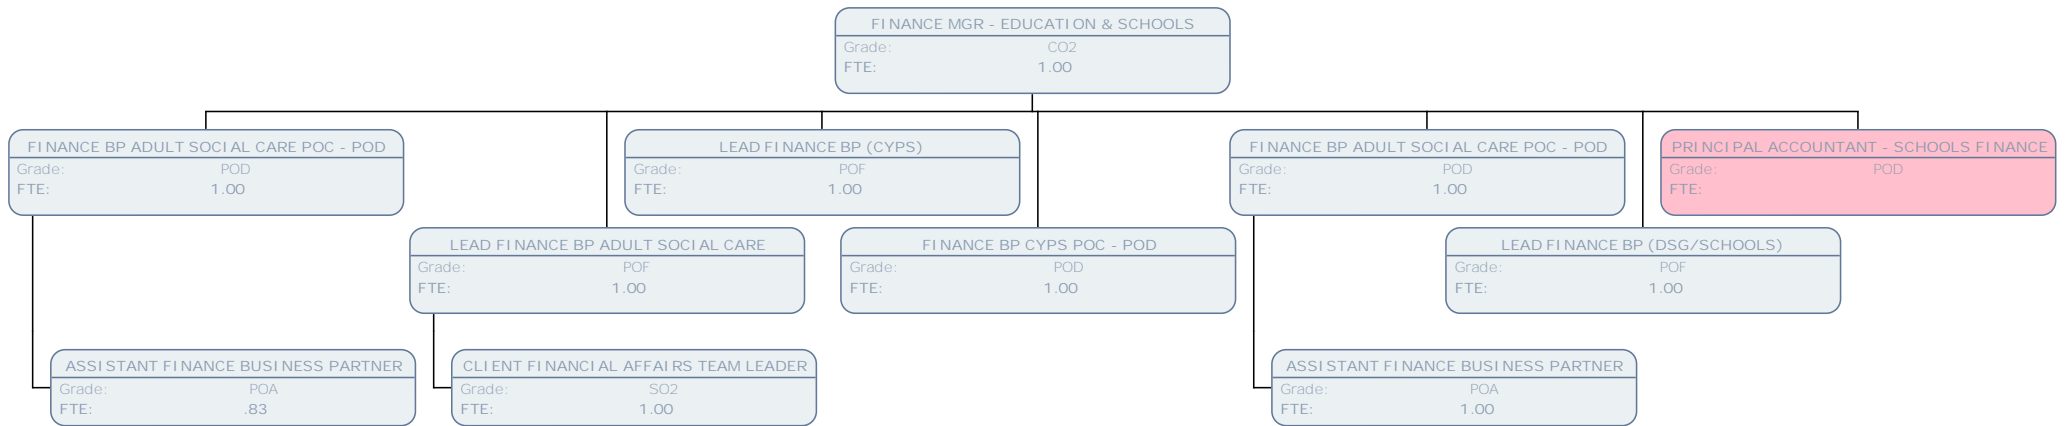 FINANCE MGR - EDUCATION & SCHOOLS
Grade: CO2
FTE: 1.00
FINANCE BP ADULT SOCIAL CARE POC - POD
Grade: POD
FTE: 1.00
LEAD FINANCE BP (CYPS)
Grade: POF
FTE: 1.00
FINANCE BP ADULT SOCIAL CARE POC - POD
Grade: POD
FTE: 1.00
PRINCIPAL ACCOUNTANT - SCHOOLS FINANCE
Grade: POD
FTE:
LEAD FINANCE BP ADULT SOCIAL CARE
Grade: POF
FTE: 1.00
FINANCE BP CYPS POC - POD
Grade: POD
FTE: 1.00
LEAD FINANCE BP (DSG/SCHOOLS)
Grade: POF
FTE: 1.00
ASSISTANT FINANCE BUSINESS PARTNER
Grade: POA
FTE: .83
CLIENT FINANCIAL AFFAIRS TEAM LEADER
Grade: SO2
FTE: 1.00
ASSISTANT FINANCE BUSINESS PARTNER
Grade: POA
FTE: 1.00